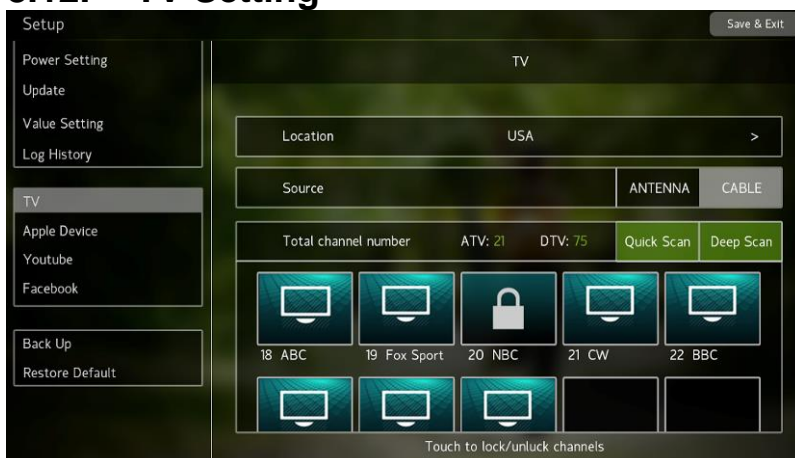 TV Setting
Setup
Save & Exit
Power Setting
Update
Value Setting
Log History
TV
Apple Device
Youtube
Facebook
Back Up
Restore Default
TV
Location USA >
Source ANTENNA CABLE
Total channel number ATV: 21 DTV: 75 Quick Scan Deep Scan
18 ABC 19 Fox Sport 20 NBC 21 CW 22 BBC
Touch to lock/unluck channels